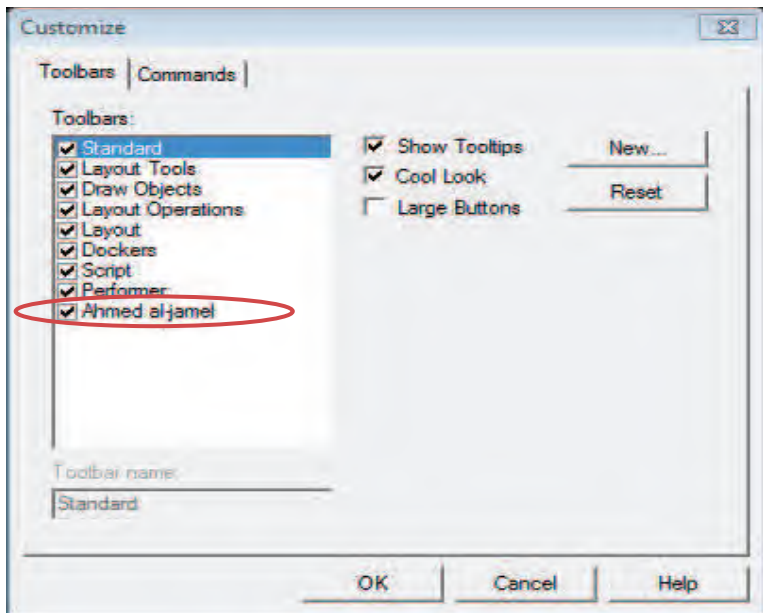 Customize
Toolbars Commands
Toolbars:
Standard
Layout Tools
Draw Objects
Layout Operations
Layout
Dockers
Script
Performer
Ahmed al-jamel
Show Tooltips
Cool Look
Large Buttons
New...
Reset
Toolbar name:
Standard
OK Cancel Help